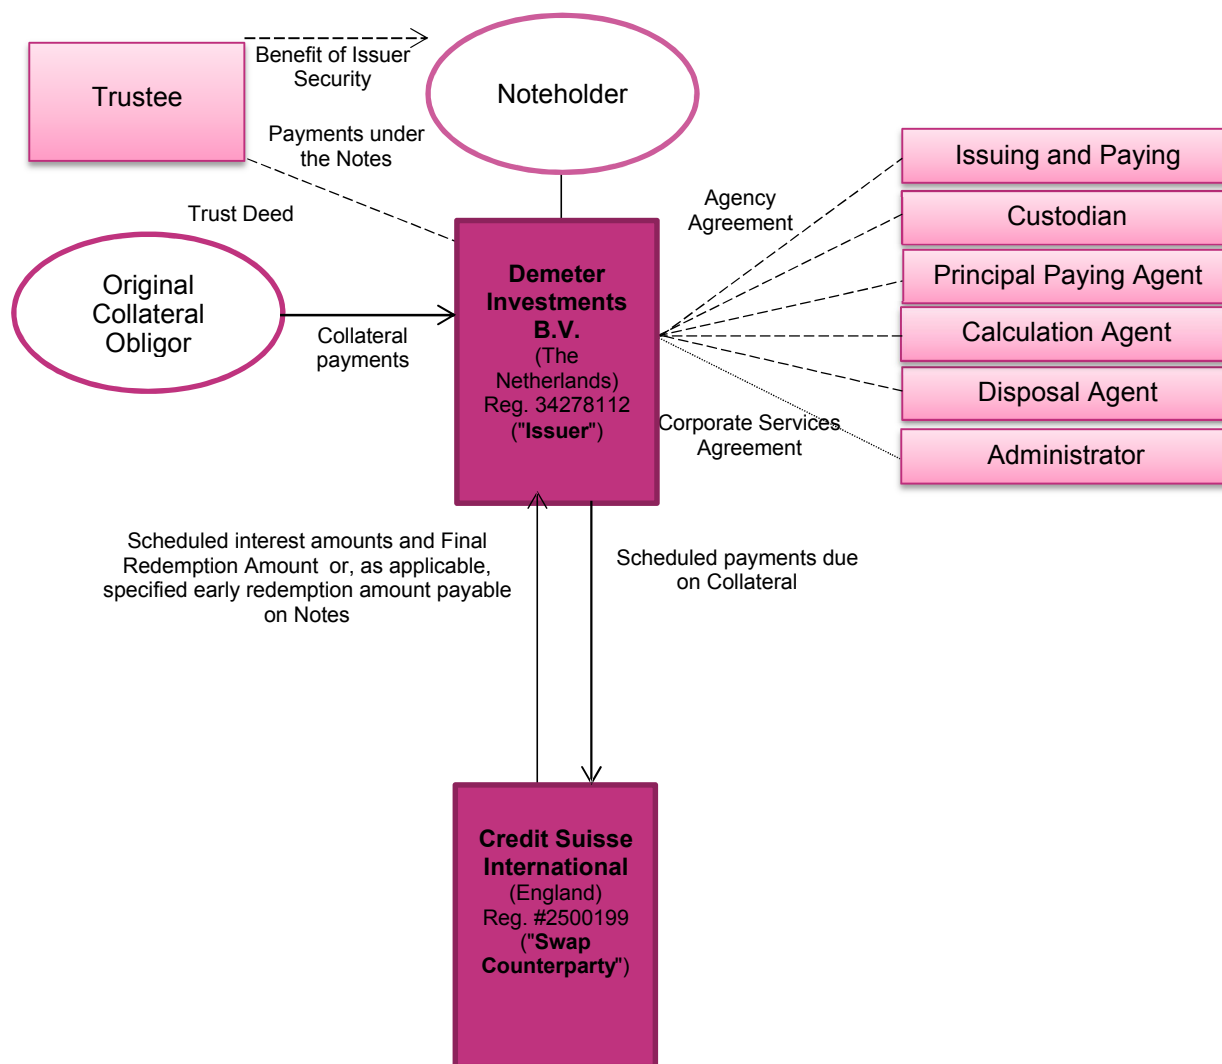 Trustee
Benefit of Issuer
Security
Noteholder
Payments under
the Notes
Trust Deed
Original
Collateral
Obligor
Collateral
payments
Demeter
Investments
B.V.
(The
Netherlands)
Reg. 34278112
("Issuer")
Agency
Agreement
Corporate Services
Agreement
Issuing and Paying
Custodian
Principal Paying Agent
Calculation Agent
Disposal Agent
Administrator
Scheduled interest amounts and Final
Redemption Amount or, as applicable,
specified early redemption amount payable
on Notes
Scheduled payments due
on Collateral
Credit Suisse
International
(England)
Reg. #2500199
("Swap
Counterparty")